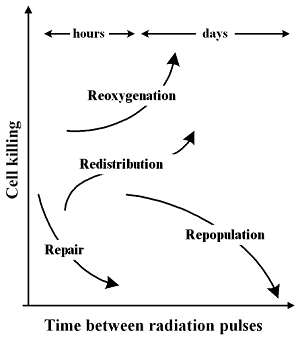 hours
days
Reoxygenation
Redistribution
Repair
Repopulation
Cell killing
Time between radiation pulses